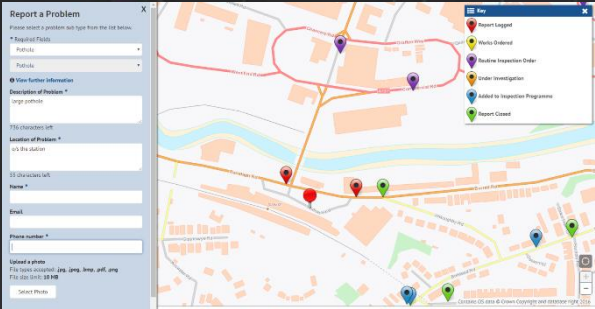 Report a Problem
X
Please select a problem sub type from the list below.
* Required Fields
Pothole
Pothole
View further information
Description of Problem *
large pothole
776 characters left
Location of Problem *
o/s the station
35 characters left
Name *
Email
Phone number *
Upload a photo
File types accepted: .jpg, .jpeg, .bmp, .pdf, .png
File size limit: 10 MB
Select Photo
Key
Report Logged
Works Ordered
Routine Inspection Order
Under Investigation
Added to Inspection Programme
Report Closed
Contains OS data © Crown Copyright and database right 2016